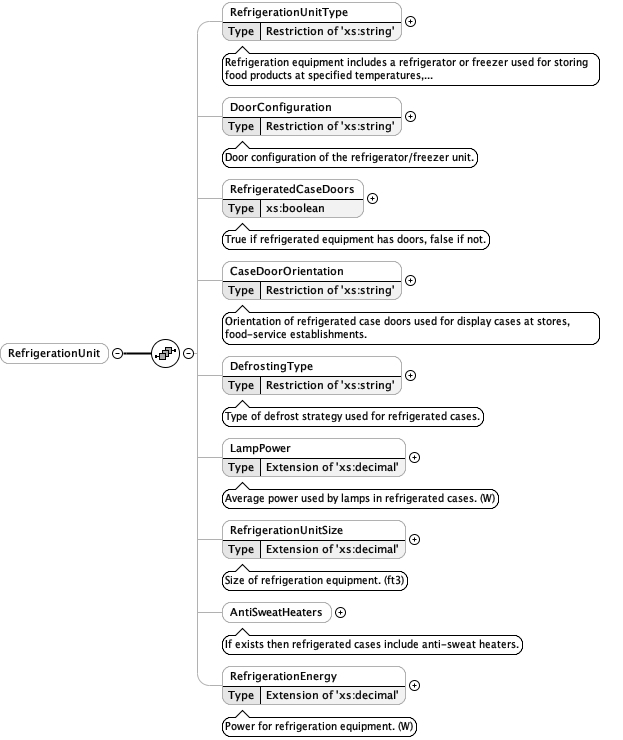 RefrigerationUnitType
Type Restriction of 'xs:string'
Refrigeration equipment includes a refrigerator or freezer used for storing
food products at specified temperatures,...
DoorConfiguration
Type Restriction of 'xs:string'
Door configuration of the refrigerator/freezer unit.
RefrigeratedCaseDoors
Type xs:boolean
True if refrigerated equipment has doors, false if not.
CaseDoorOrientation
Type Restriction of 'xs:string'
Orientation of refrigerated case doors used for display cases at stores,
food-service establishments.
RefrigerationUnit
DefrostingType
Type Restriction of 'xs:string'
Type of defrost strategy used for refrigerated cases.
LampPower
Type Extension of 'xs:decimal'
Average power used by lamps in refrigerated cases. (W)
RefrigerationUnitSize
Type Extension of 'xs:decimal'
Size of refrigeration equipment. (ft3)
AntiSweatHeaters
If exists then refrigerated cases include anti-sweat heaters.
RefrigerationEnergy
Type Extension of 'xs:decimal'
Power for refrigeration equipment. (W)